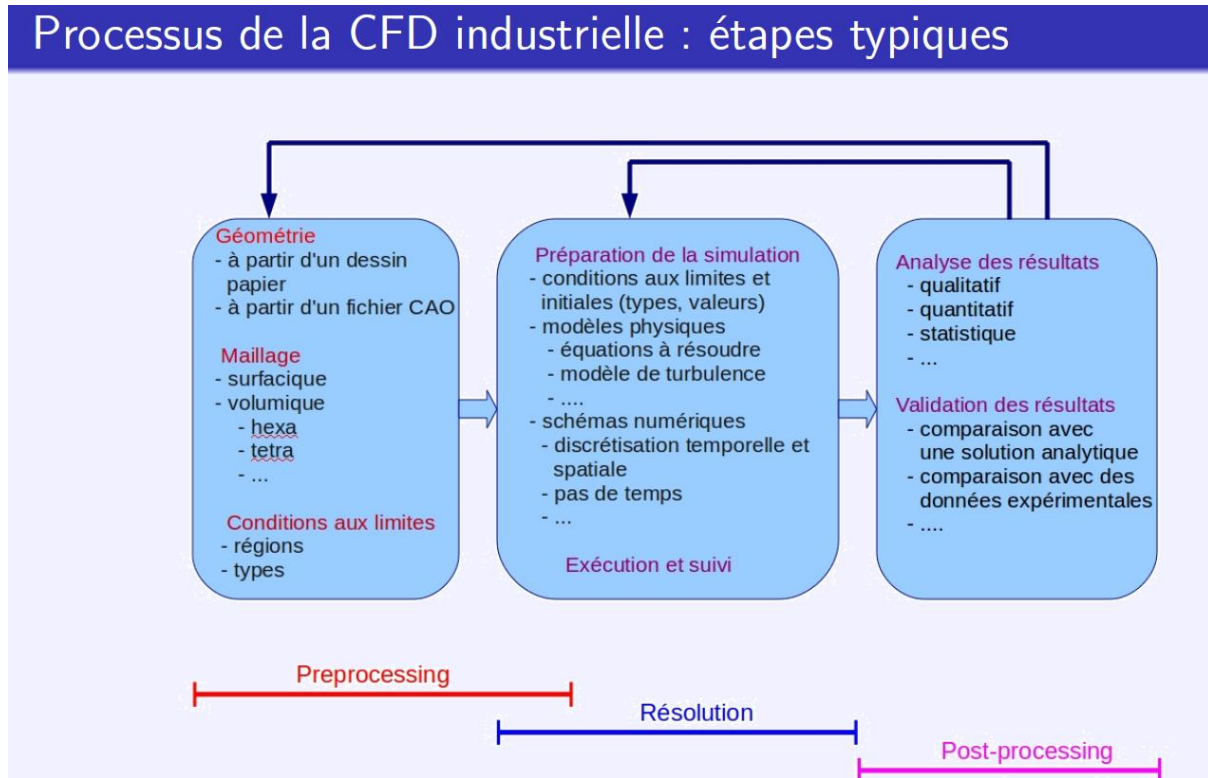 Processus de la CFD industrielle : étapes typiques
Géométrie
- à partir d'un dessin
papier
- à partir d'un fichier CAO
Maillage
- surfacique
- volumique
- hexa
- tetra
- ...
Conditions aux limites
- régions
- types
Préparation de la simulation
- conditions aux limites et
initiales (types, valeurs)
- modèles physiques
- équations à résoudre
- modèle de turbulence
- ....
- schémas numériques
- discrétisation temporelle et
spatiale
- pas de temps
- ...
Exécution et suivi
Analyse des résultats
- qualitatif
- quantitatif
- statistique
- ...
Validation des résultats
- comparaison avec
une solution analytique
- comparaison avec des
données expérimentales
- ....
Preprocessing
Résolution
Post-processing